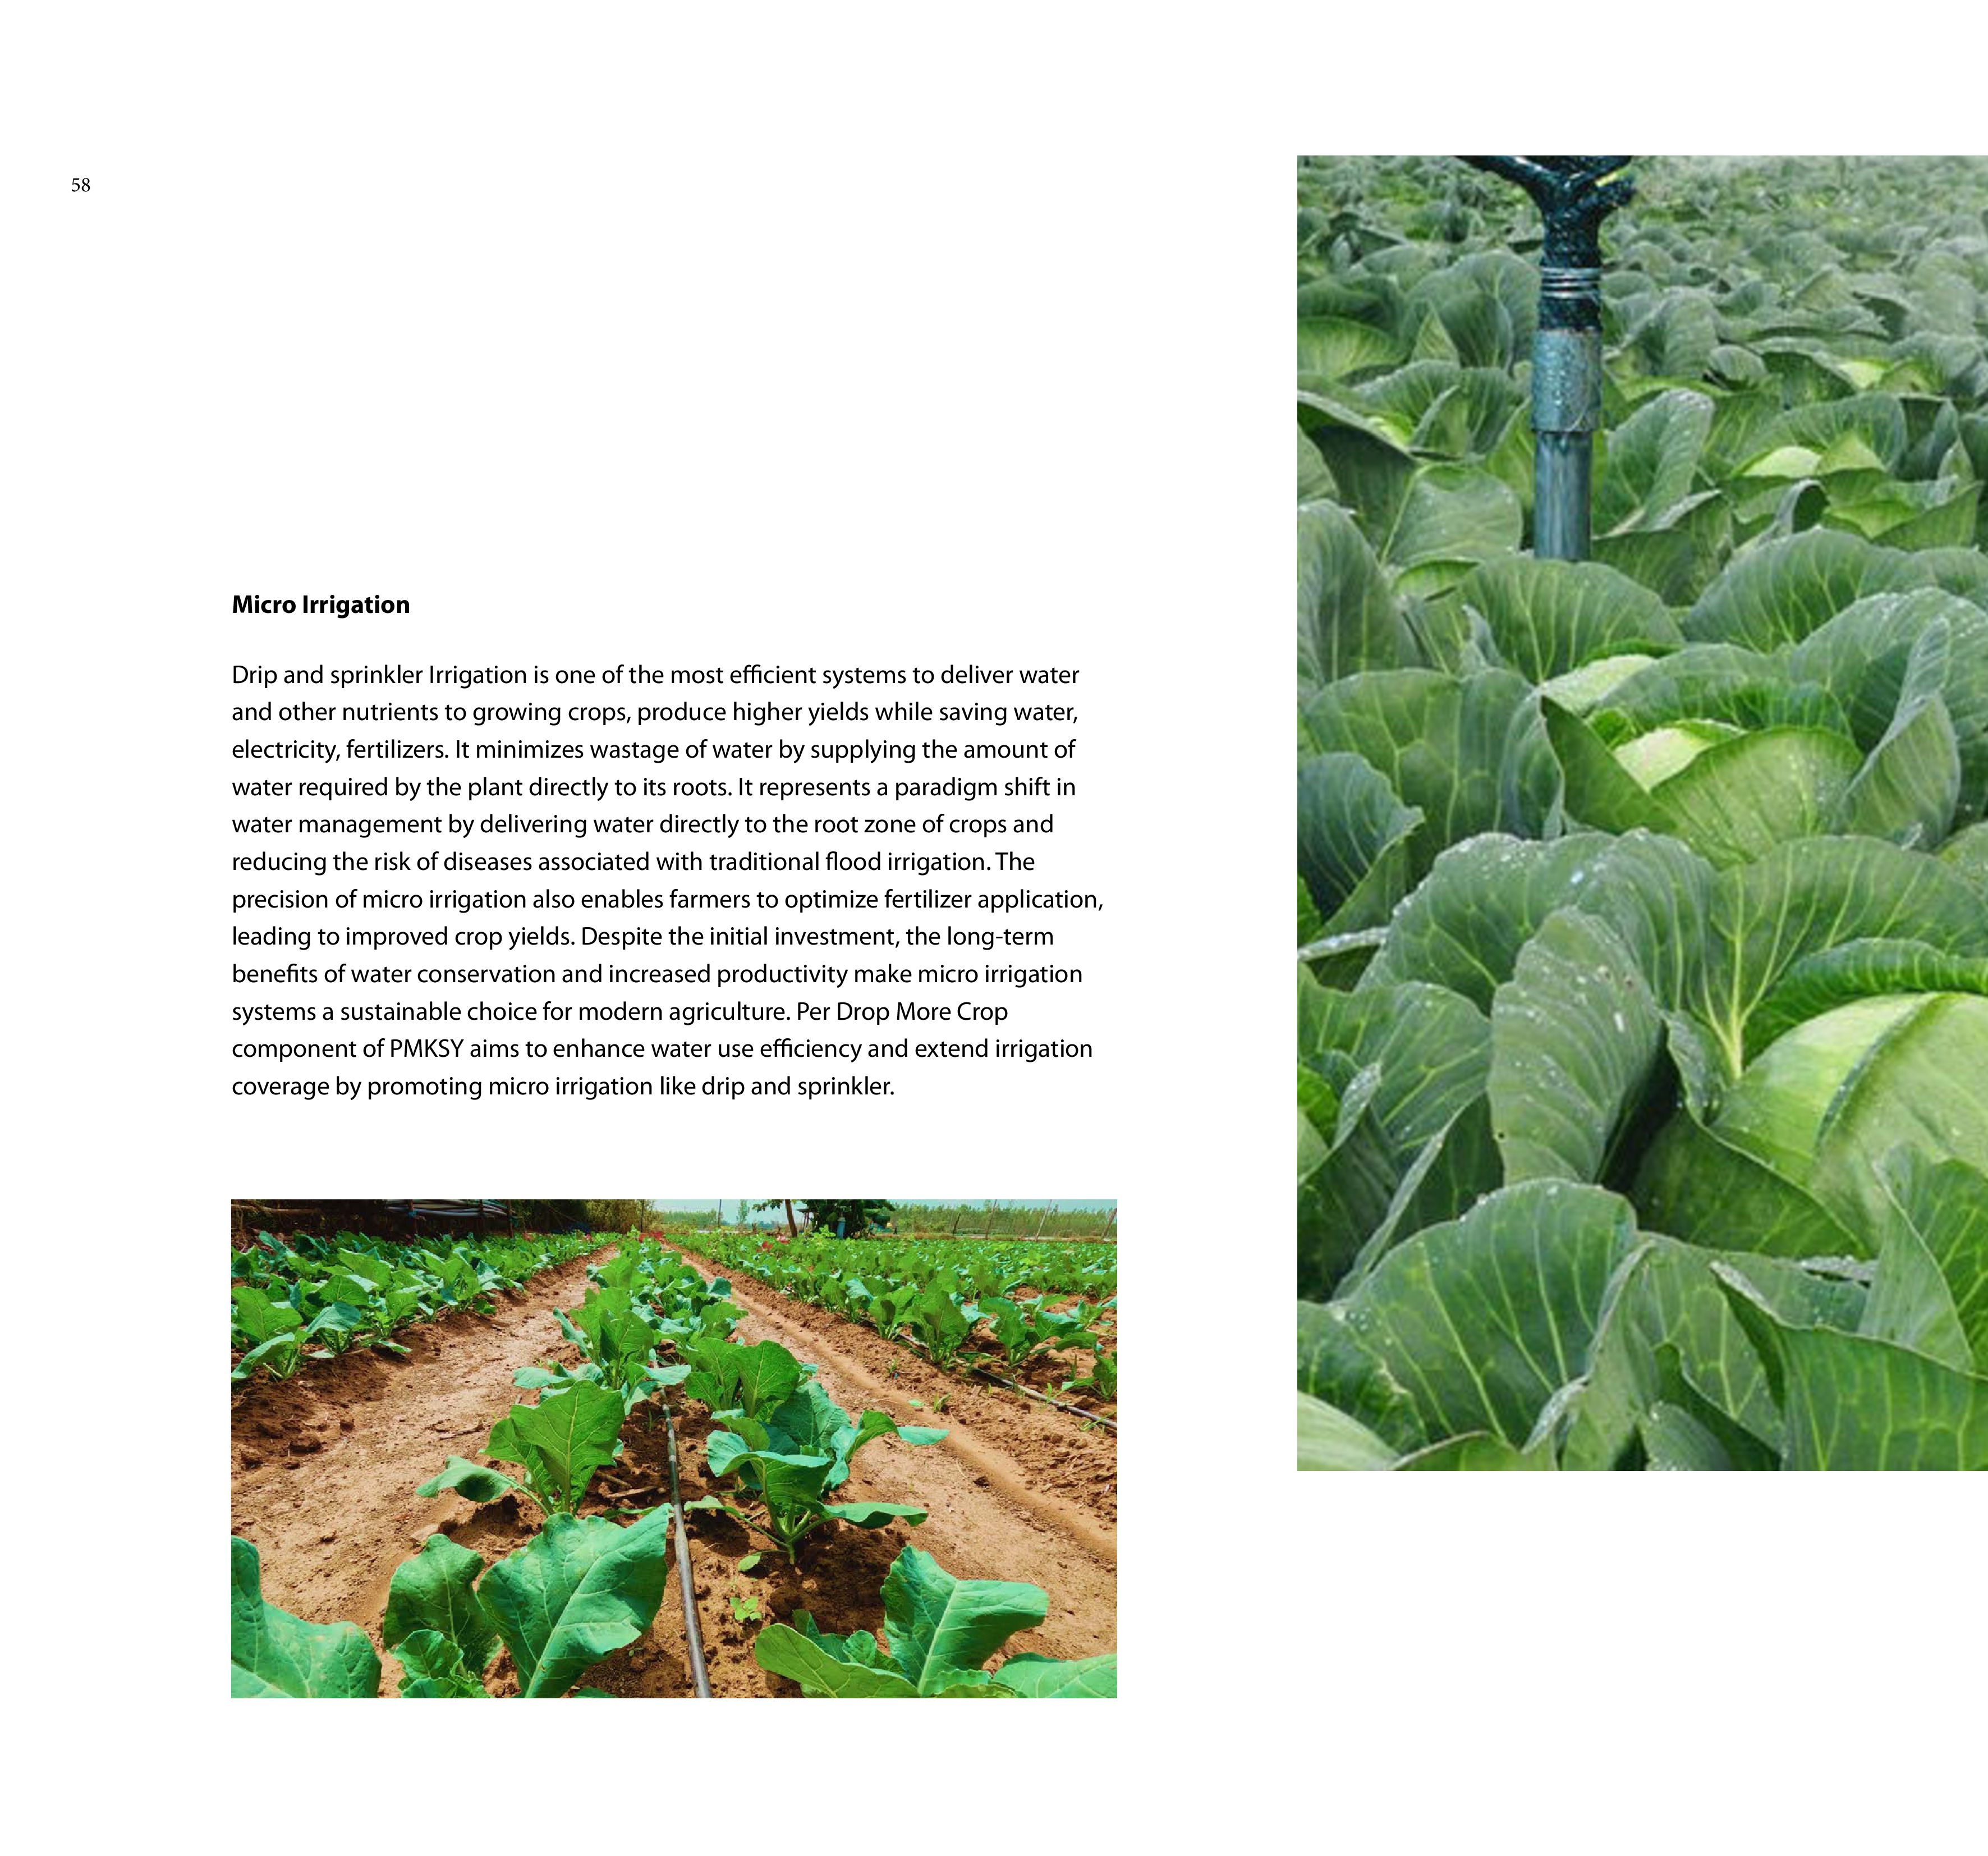 58
Micro Irrigation
Drip and sprinkler Irrigation is one of the most efficient systems to deliver water
and other nutrients to growing crops, produce higher yields while saving water,
electricity, fertilizers. It minimizes wastage of water by supplying the amount of
water required by the plant directly to its roots. It represents a paradigm shift in
water management by delivering water directly to the root zone of crops and
reducing the risk of diseases associated with traditional flood irrigation. The
precision of micro irrigation also enables farmers to optimize fertilizer application,
leading to improved crop yields. Despite the initial investment, the long-term
benefits of water conservation and increased productivity make micro irrigation
systems a sustainable choice for modern agriculture. Per Drop More Crop
component of PMKSY aims to enhance water use efficiency and extend irrigation
coverage by promoting micro irrigation like drip and sprinkler.